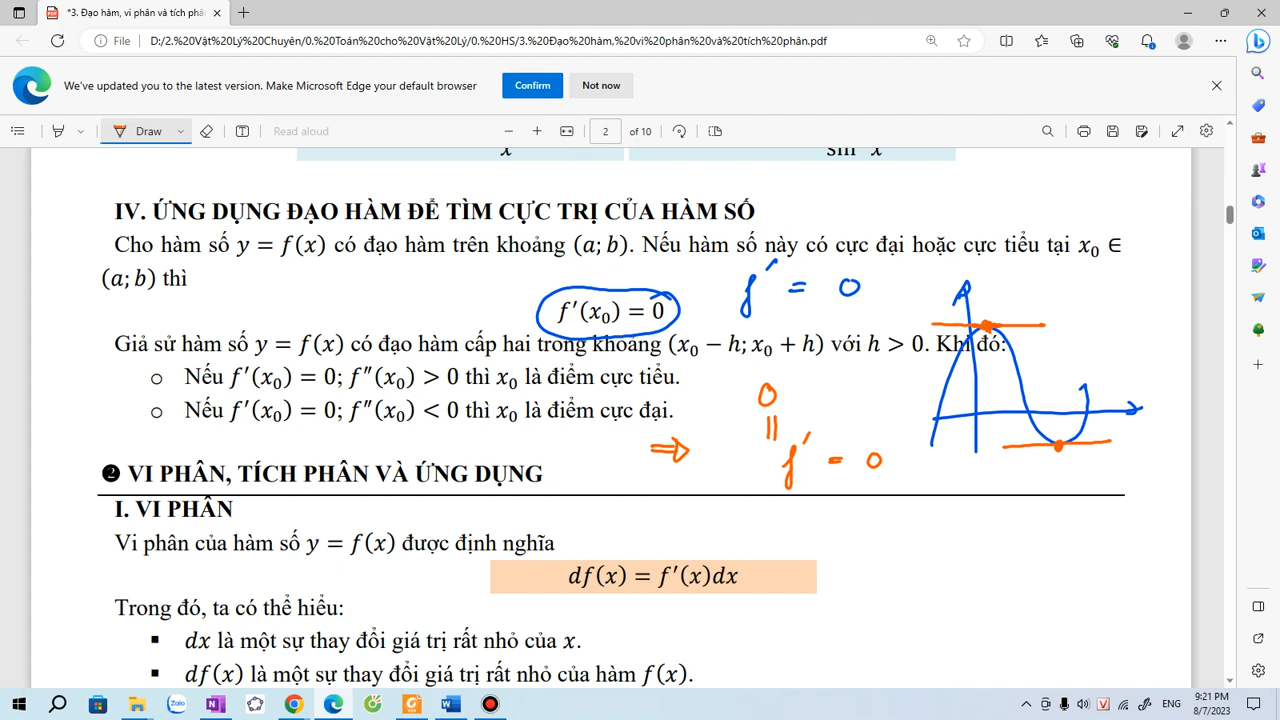 *3. Đạo hàm, vi phân và tích phân
File
D:/2.%20Vật%20Lý%20Chuyên/0.%20Toán%20cho%20Vật%20Lý/0.%20HS/3.%20Đạo%20hàm,%20vi%20phân%20và%20tích%20phân.pdf
We've updated you to the latest version. Make Microsoft Edge your default browser
Confirm
Not now
Draw
Read aloud
2
of 10
x
sin² x
IV. ỨNG DỤNG ĐẠO HÀM ĐỂ TÌM CỰC TRỊ CỦA HÀM SỐ
Cho hàm số y = f(x) có đạo hàm trên khoảng (a; b). Nếu hàm số này có cực đại hoặc cực tiểu tại x₀ ∈
(a; b) thì
f′(x₀) = 0
f′ = 0
Giả sử hàm số y = f(x) có đạo hàm cấp hai trong khoảng (x₀ − h; x₀ + h) với h > 0. Khi đó:
o Nếu f′(x₀) = 0; f″(x₀) > 0 thì x₀ là điểm cực tiểu.
o Nếu f′(x₀) = 0; f″(x₀) < 0 thì x₀ là điểm cực đại.
0
||
⇒ f′ = 0
❷ VI PHÂN, TÍCH PHÂN VÀ ỨNG DỤNG
I. VI PHÂN
Vi phân của hàm số y = f(x) được định nghĩa
df(x) = f′(x)dx
Trong đó, ta có thể hiểu:
▪ dx là một sự thay đổi giá trị rất nhỏ của x.
▪ df(x) là một sự thay đổi giá trị rất nhỏ của hàm f(x).
Zalo
ENG
9:21 PM
8/7/2023